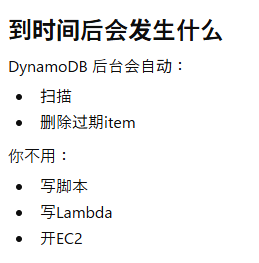 到时间后会发生什么
DynamoDB 后台会自动：
扫描
删除过期item
你不用：
写脚本
写Lambda
开EC2